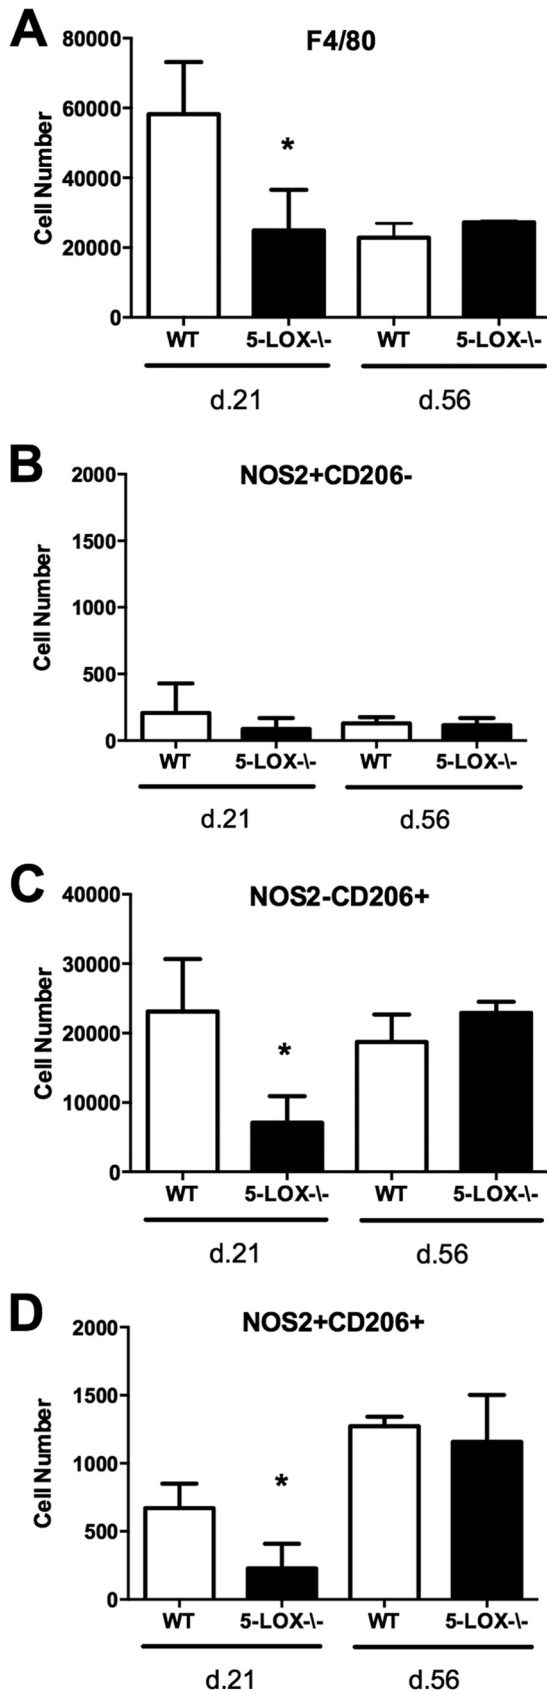 A
F4/80
80000
60000
40000
20000
0
Cell Number
*
WT 5-LOX-\- WT 5-LOX-\-
d.21 d.56
B
NOS2+CD206-
2000
1500
1000
500
0
Cell Number
WT 5-LOX-\- WT 5-LOX-\-
d.21 d.56
C
NOS2-CD206+
40000
30000
20000
10000
0
Cell Number
*
WT 5-LOX-\- WT 5-LOX-\-
d.21 d.56
D
NOS2+CD206+
2000
1500
1000
500
0
Cell Number
*
WT 5-LOX-\- WT 5-LOX-\-
d.21 d.56